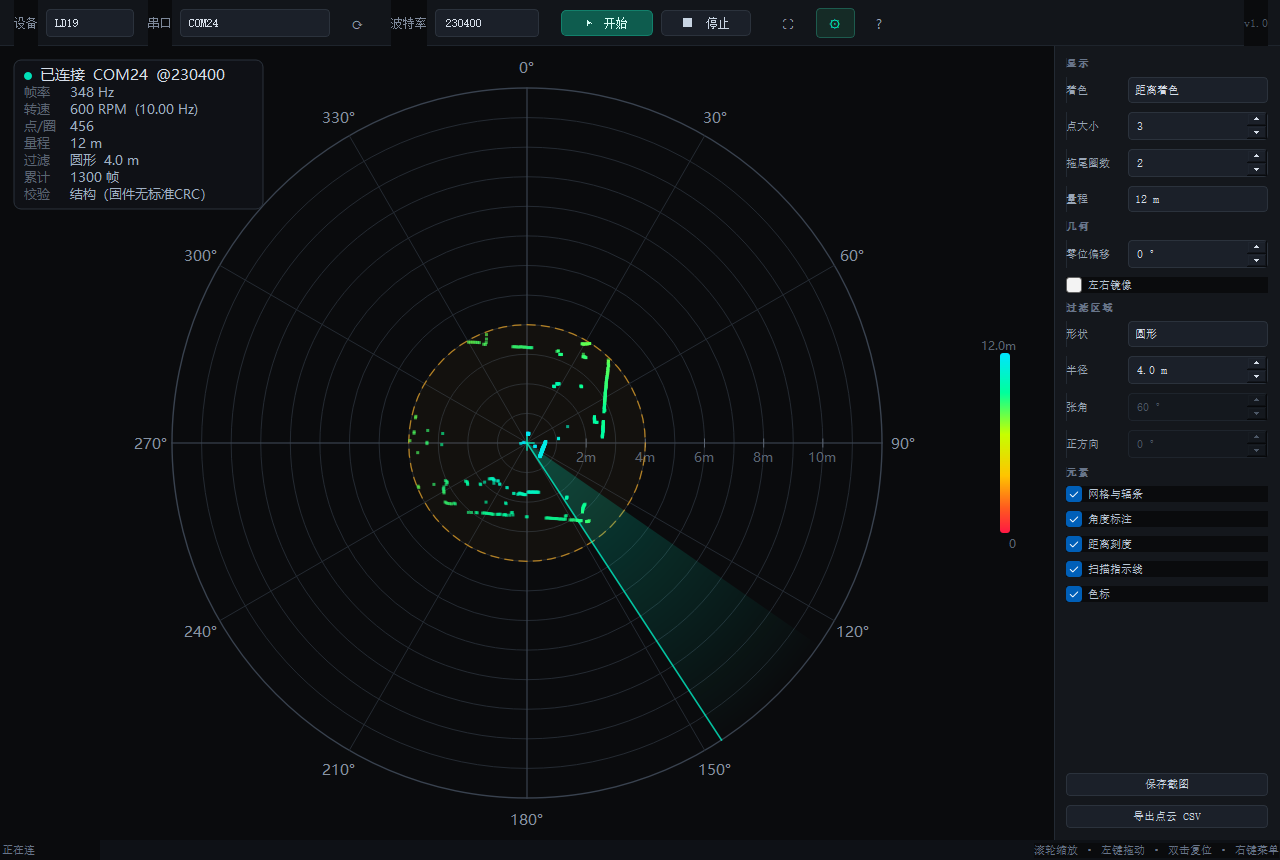 设备 LD19 串口 COM24 ⟳ 波特率 230400 开始 停止 ? v1.0
已连接 COM24 @230400
帧率 348 Hz
转速 600 RPM (10.00 Hz)
点/圈 456
量程 12 m
过滤 圆形 4.0 m
累计 1300 帧
校验 结构（固件无标准CRC）
0°
30°
60°
90°
120°
150°
180°
210°
240°
270°
300°
330°
2m 4m 6m 8m 10m
12.0m
0
显示
着色 距离着色
点大小 3
拖尾圈数 2
量程 12 m
几何
零位偏移 0 °
左右镜像
过滤区域
形状 圆形
半径 4.0 m
张角 60 °
正方向 0 °
元素
网格与辐条
角度标注
距离刻度
扫描指示线
色标
保存截图
导出点云 CSV
正在连
滚轮缩放 · 左键拖动 · 双击复位 · 右键菜单